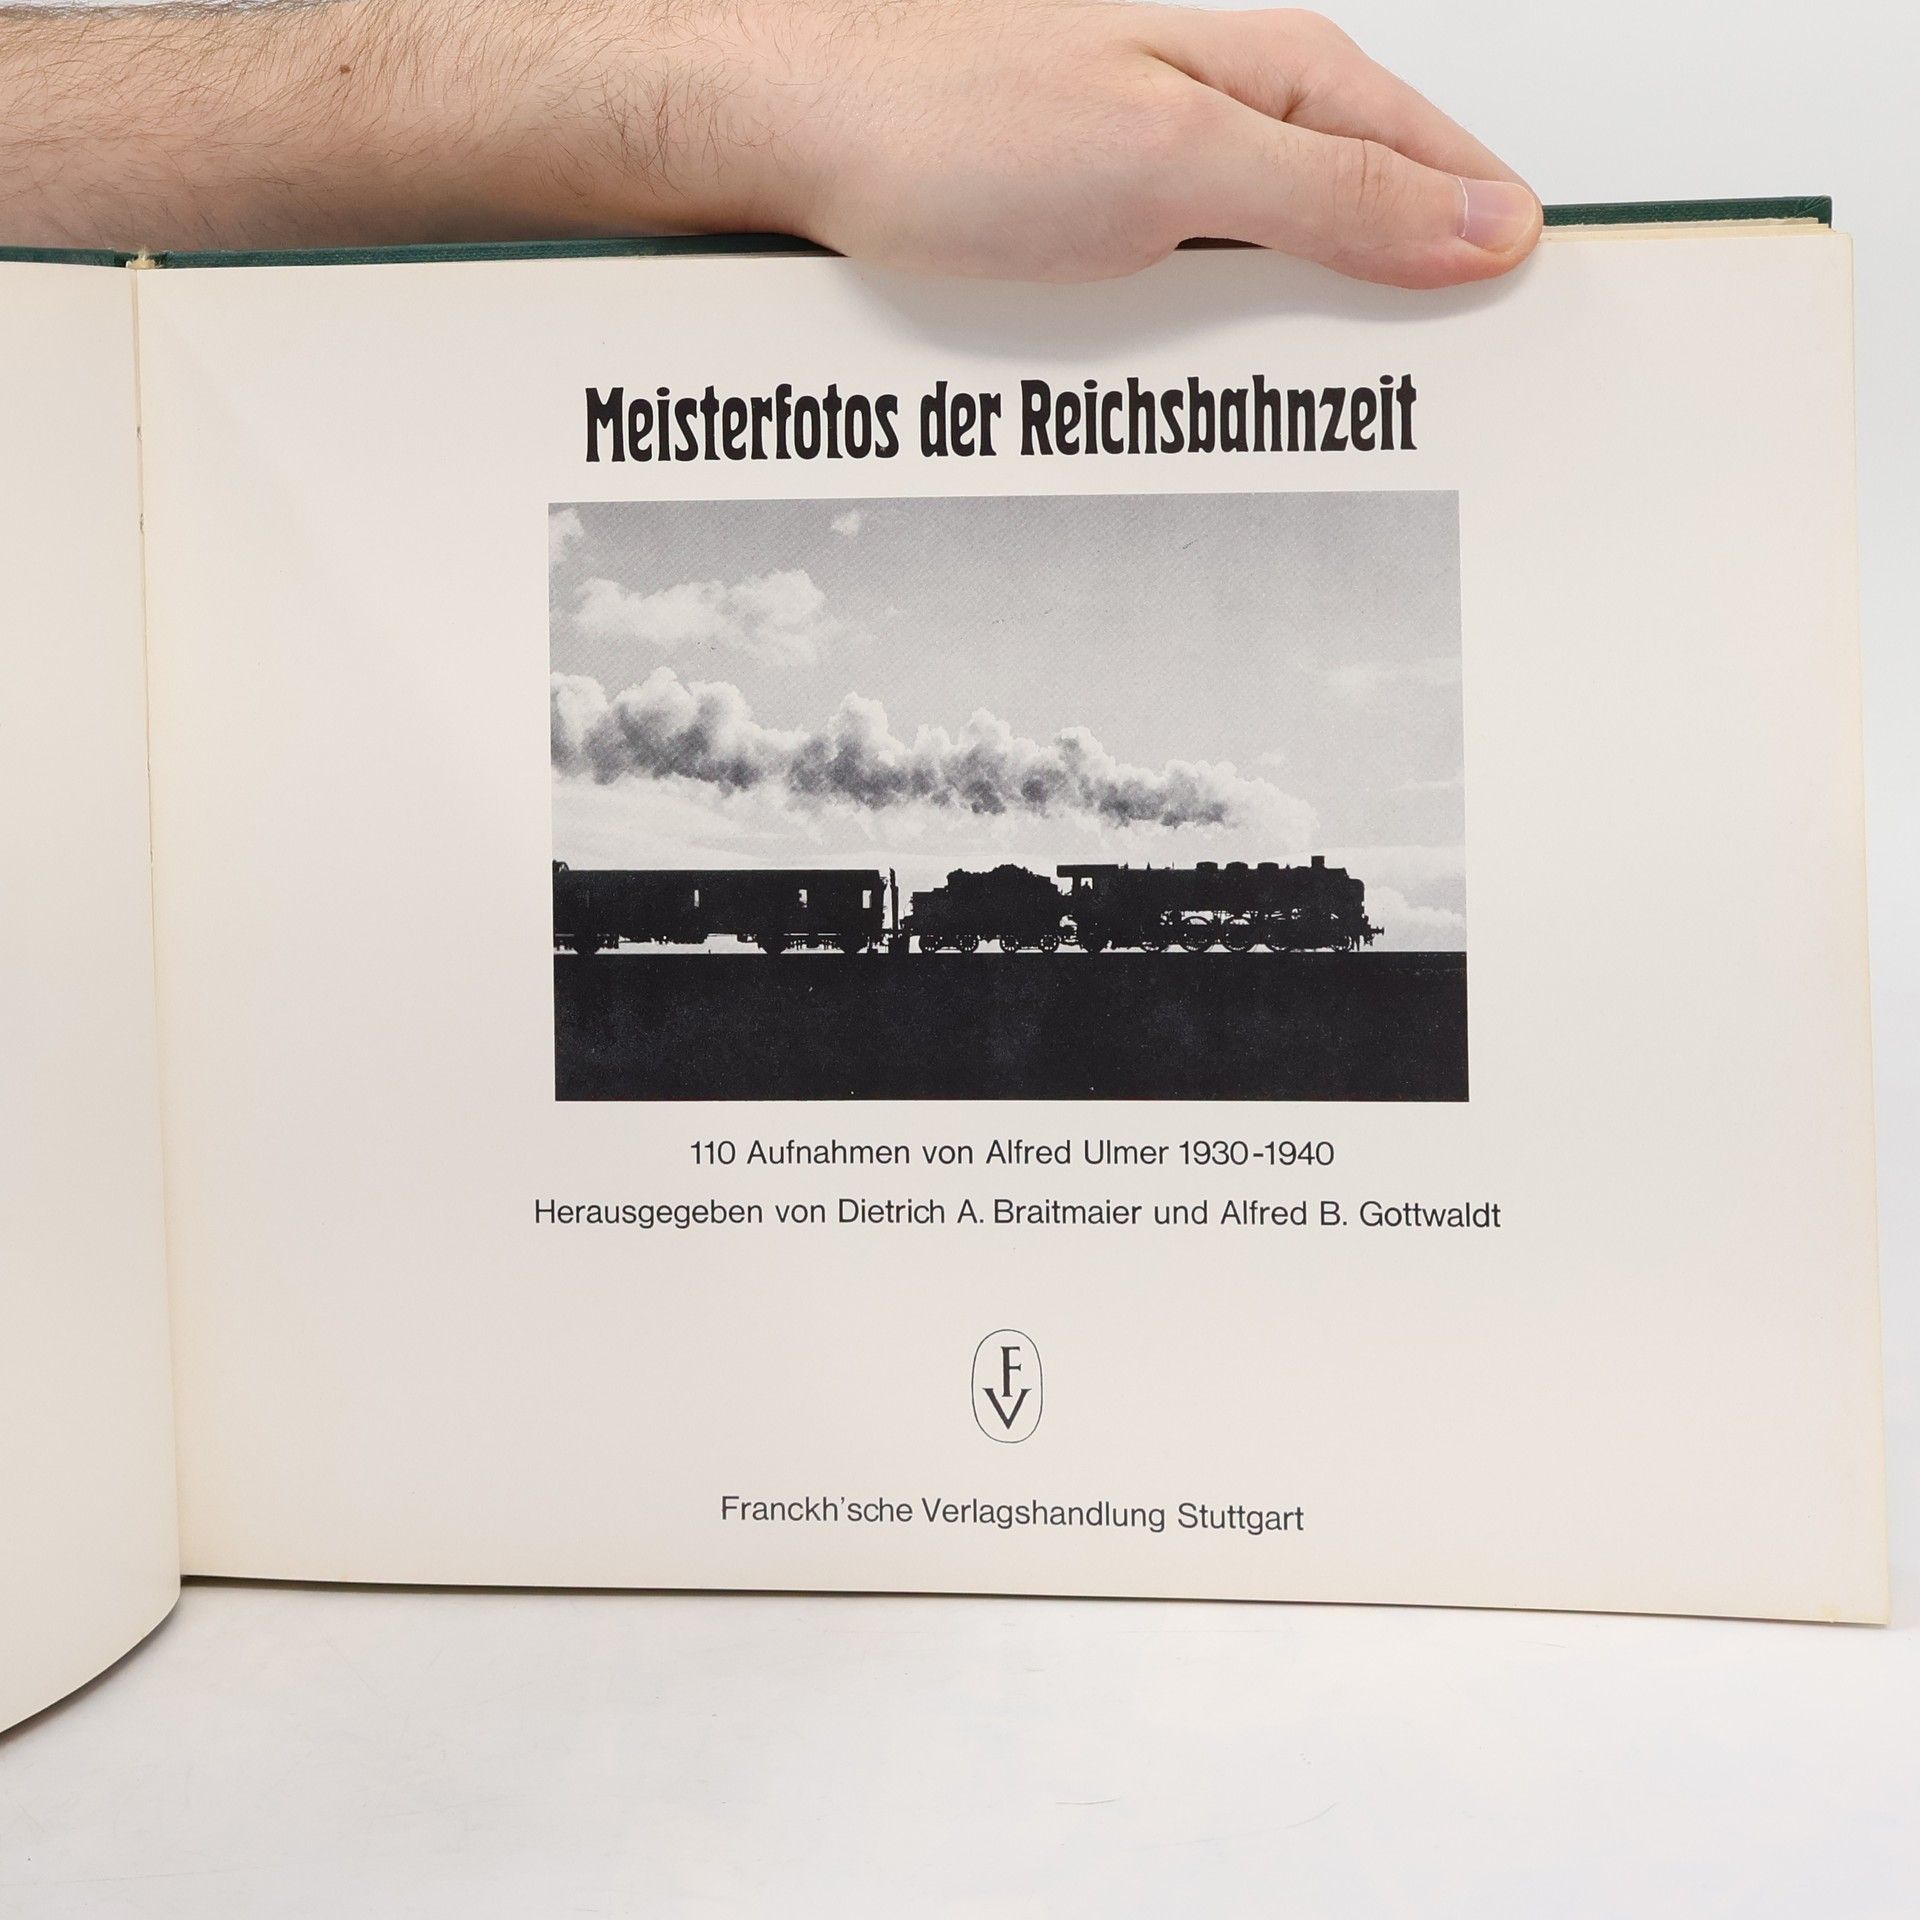 Meisterfotos der Reichsbahnzeit
110 Aufnahmen von Alfred Ulmer 1930-1940
Herausgegeben von Dietrich A. Braitmaier und Alfred B. Gottwaldt
F
V
Franckh'sche Verlagshandlung Stuttgart